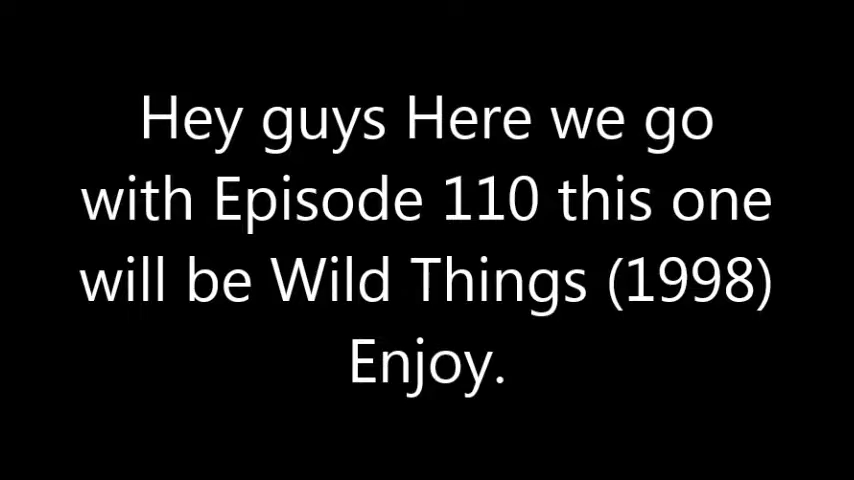 Hey guys Here we go
with Episode 110 this one
will be Wild Things (1998)
Enjoy.